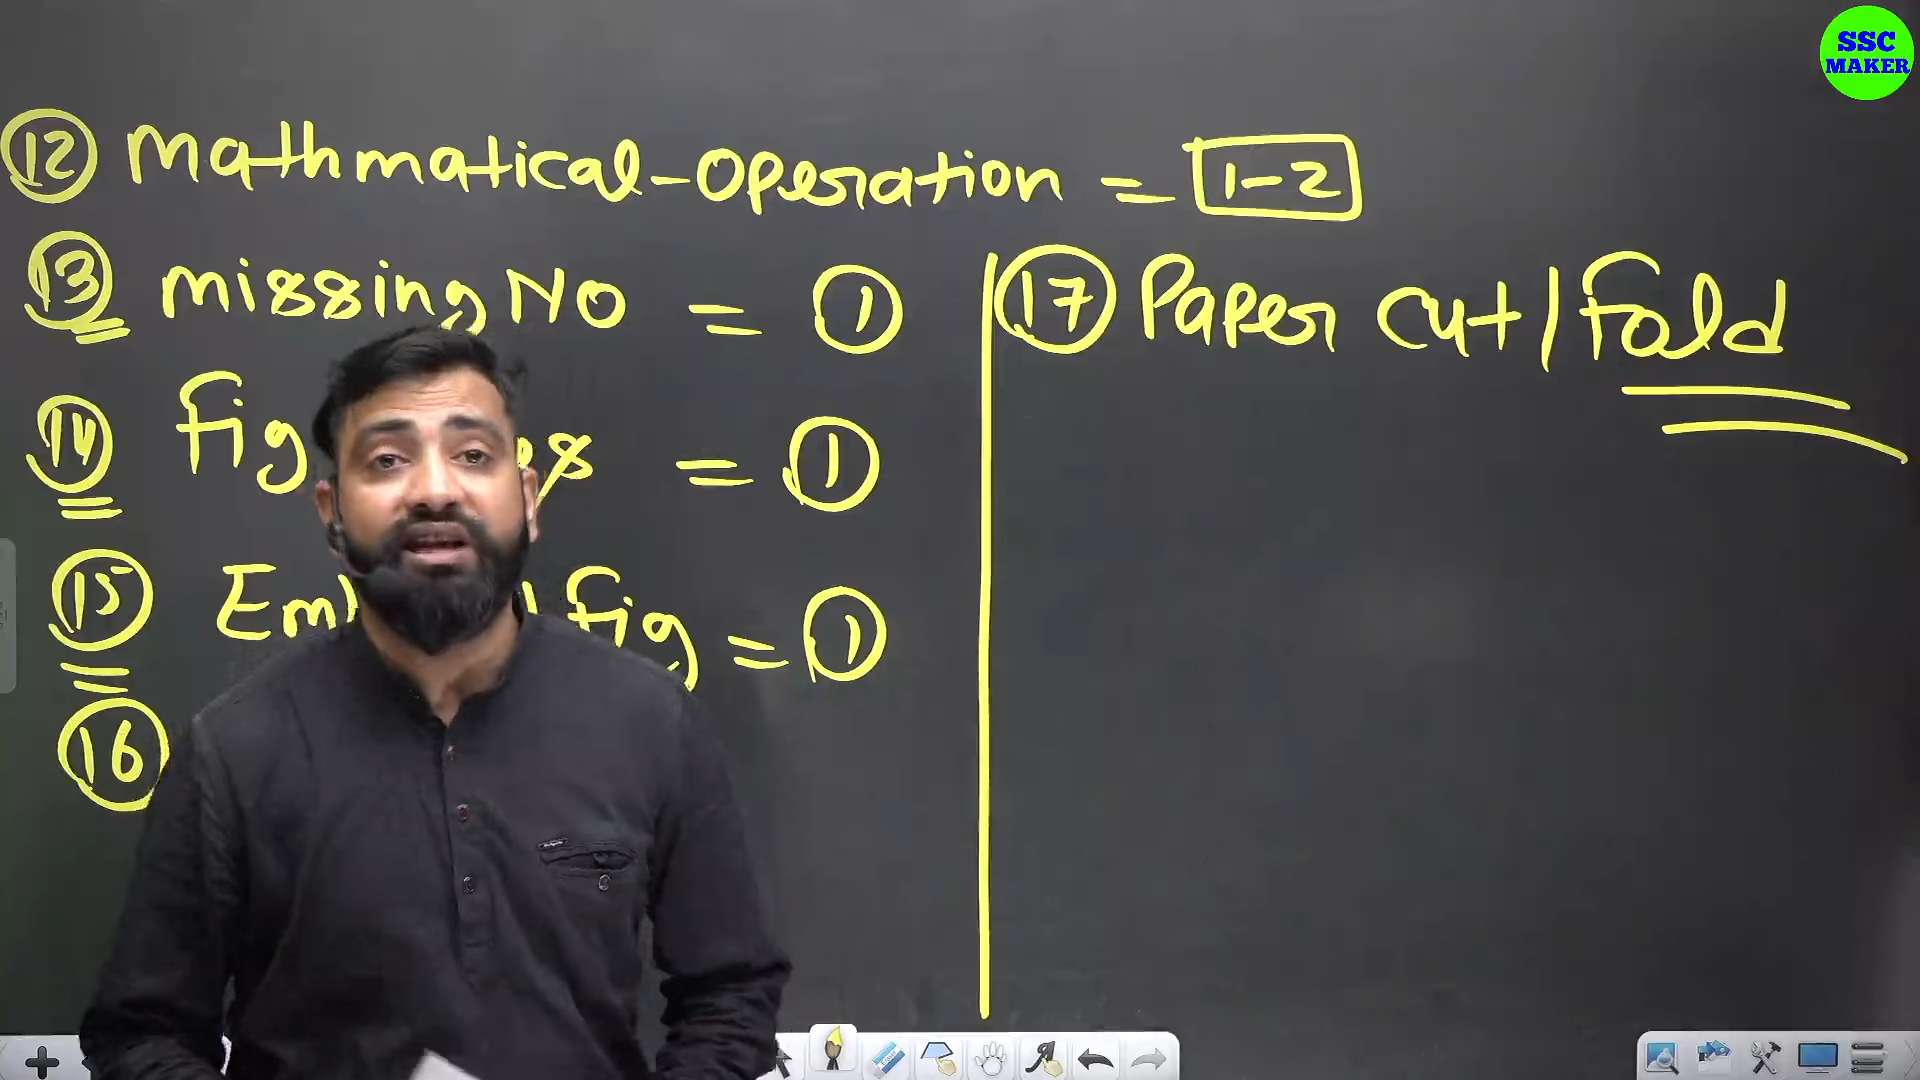 SSC
MAKER
12 Mathmatical-Operation = 1-2
13 missing NO = 1
14 fig = 1
15 fig = 1
16
17 Paper cut/Fold